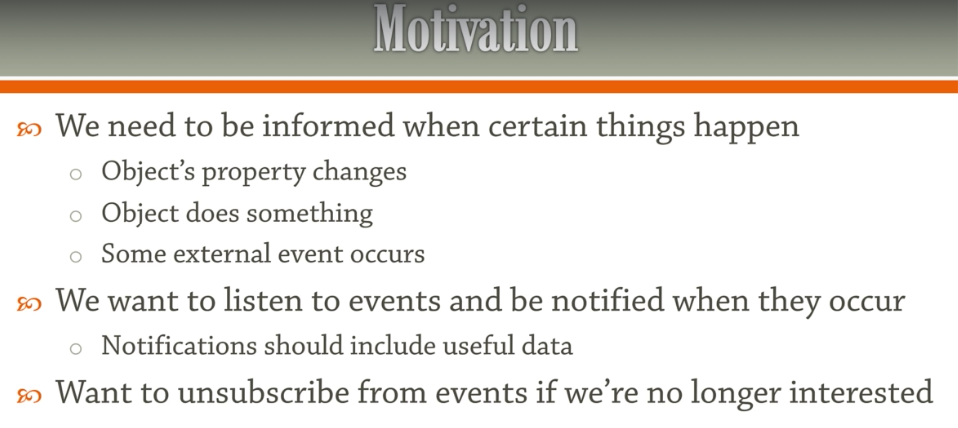 Motivation
We need to be informed when certain things happen
Object's property changes
Object does something
Some external event occurs
We want to listen to events and be notified when they occur
Notifications should include useful data
Want to unsubscribe from events if we're no longer interested